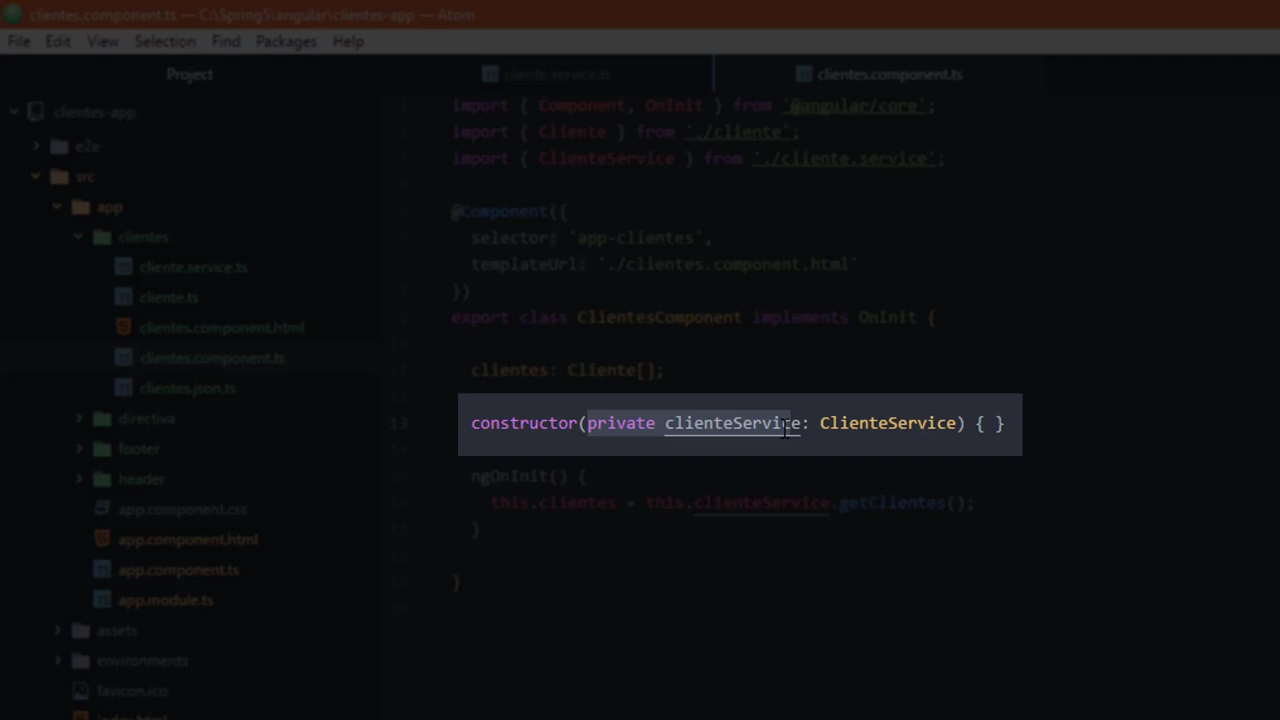 clientes.component.ts — C:\Spring5\angular\clientes-app — Atom
File Edit View Selection Find Packages Help
Project
cliente.service.ts
clientes.component.ts
clientes-app
e2e
src
app
clientes
cliente.service.ts
cliente.ts
clientes.component.html
clientes.component.ts
clientes.json.ts
directiva
footer
header
app.component.css
app.component.html
app.component.ts
app.module.ts
assets
environments
favicon.ico
index.html
import { Component, OnInit } from '@angular/core';
import { Cliente } from './cliente';
import { ClienteService } from './cliente.service';
@Component({
selector: 'app-clientes',
templateUrl: './clientes.component.html'
})
export class ClientesComponent implements OnInit {
clientes: Cliente[];
13 constructor(private clienteService: ClienteService) { }
ngOnInit() {
this.clientes = this.clienteService.getClientes();
}
}